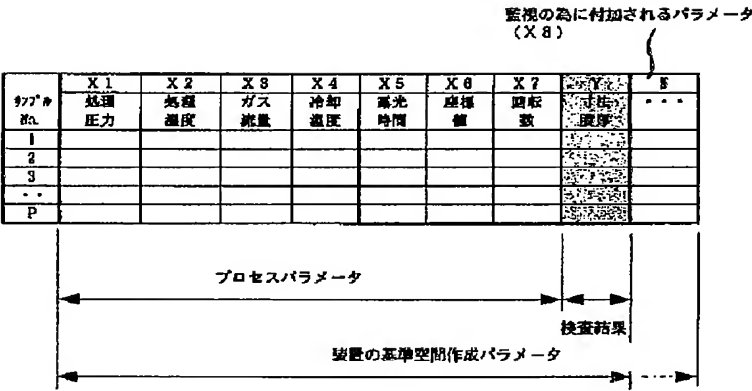 監視の為に付加されるパラメータ
(X8)
X1 X2 X3 X4 X5 X6 X7 Y N
サンプル 処理 処理 ガス 冷却 露光 座標 回転 寸法 ・・・
No. 圧力 温度 流量 温度 時間 値 数 膜厚
1
2
3
・・
P
プロセスパラメータ
検査結果
装置の基準空間作成パラメータ